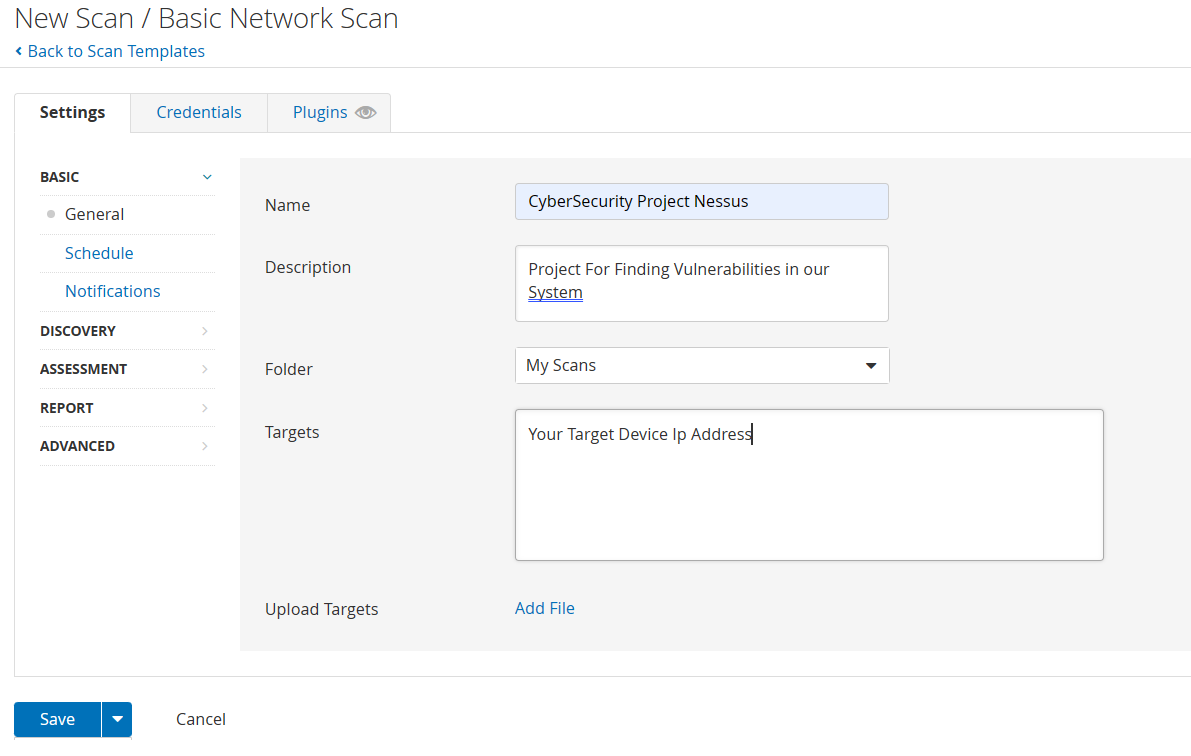 New Scan / Basic Network Scan
Back to Scan Templates
Settings
Credentials
Plugins
BASIC
General
Schedule
Notifications
DISCOVERY
ASSESSMENT
REPORT
ADVANCED
Name
CyberSecurity Project Nessus
Description
Project For Finding Vulnerabilities in our
System
Folder
My Scans
Targets
Your Target Device Ip Address
Upload Targets
Add File
Save
Cancel